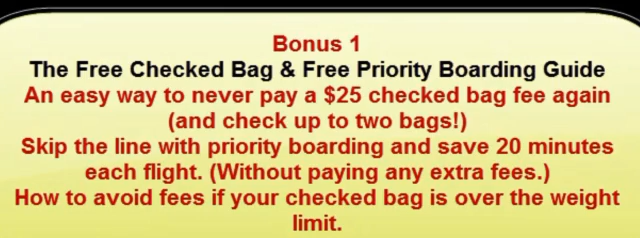 Bonus 1
The Free Checked Bag & Free Priority Boarding Guide
An easy way to never pay a $25 checked bag fee again
(and check up to two bags!)
Skip the line with priority boarding and save 20 minutes
each flight. (Without paying any extra fees.)
How to avoid fees if your checked bag is over the weight
limit.